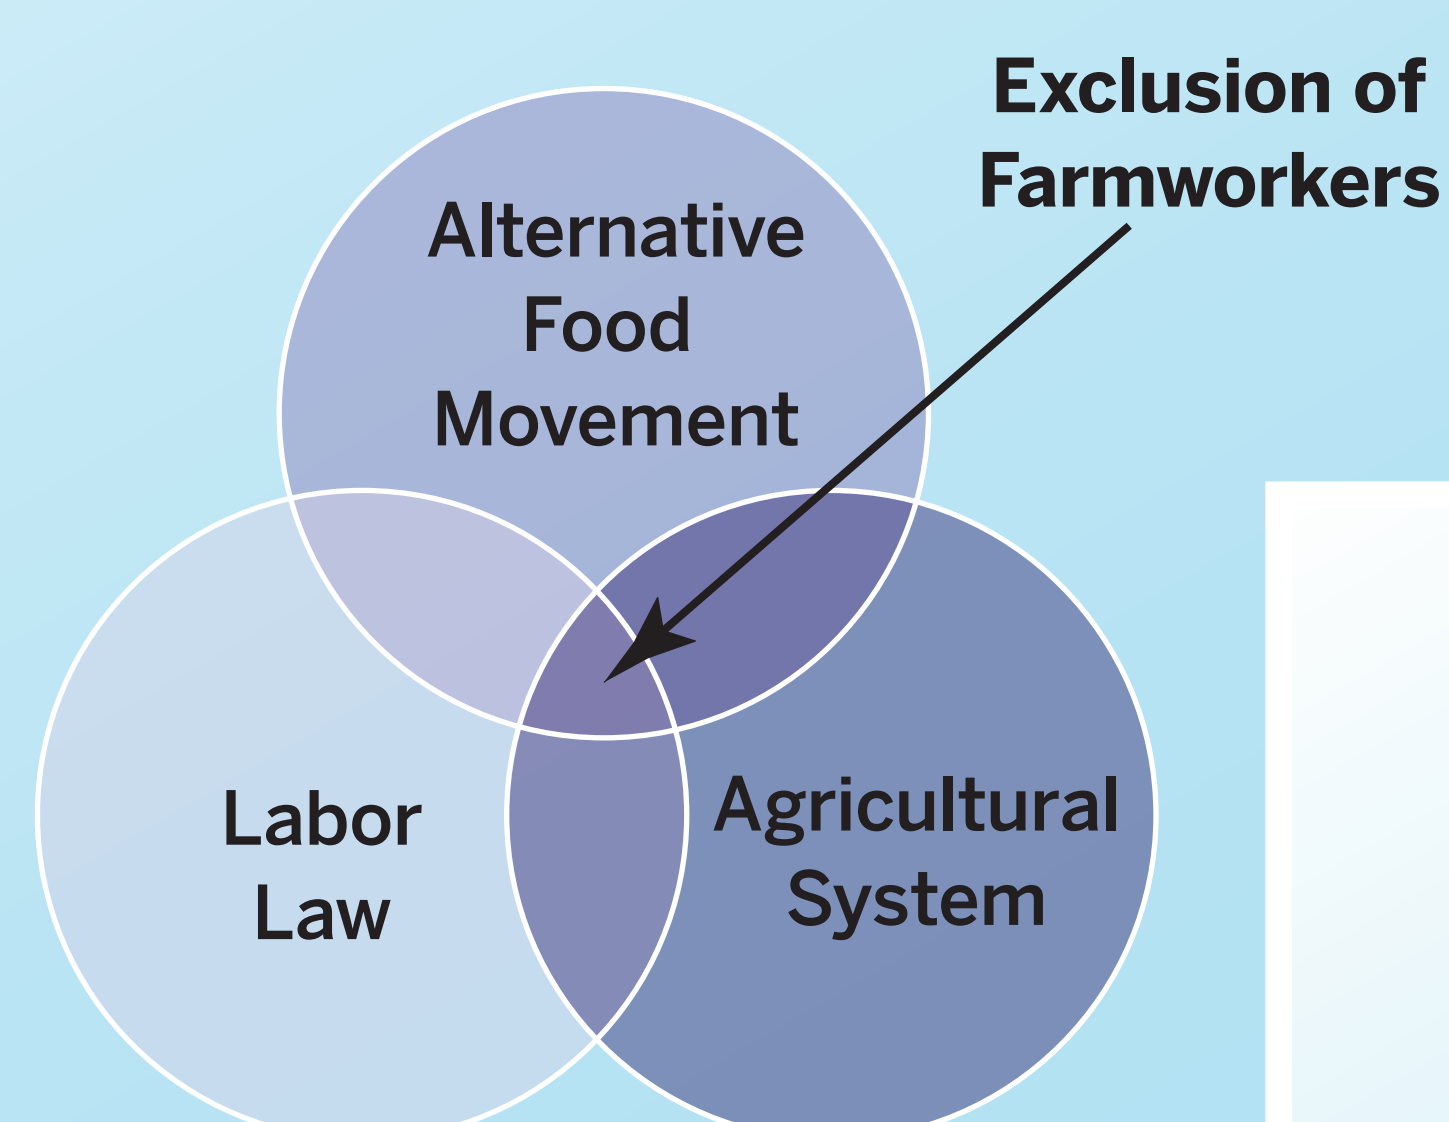 Exclusion of
Farmworkers
Alternative
Food
Movement
Labor
Law
Agricultural
System